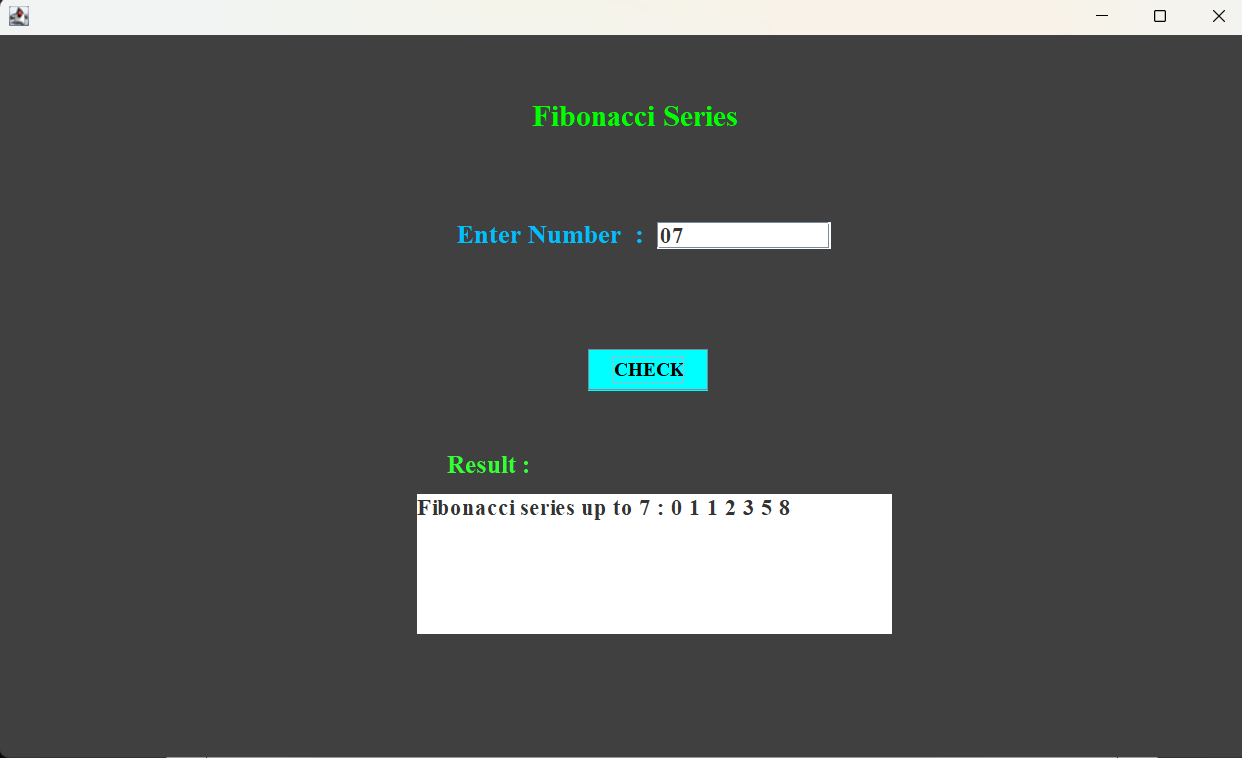 Fibonacci Series
Enter Number : 07
CHECK
Result :
Fibonacci series up to 7 : 0 1 1 2 3 5 8